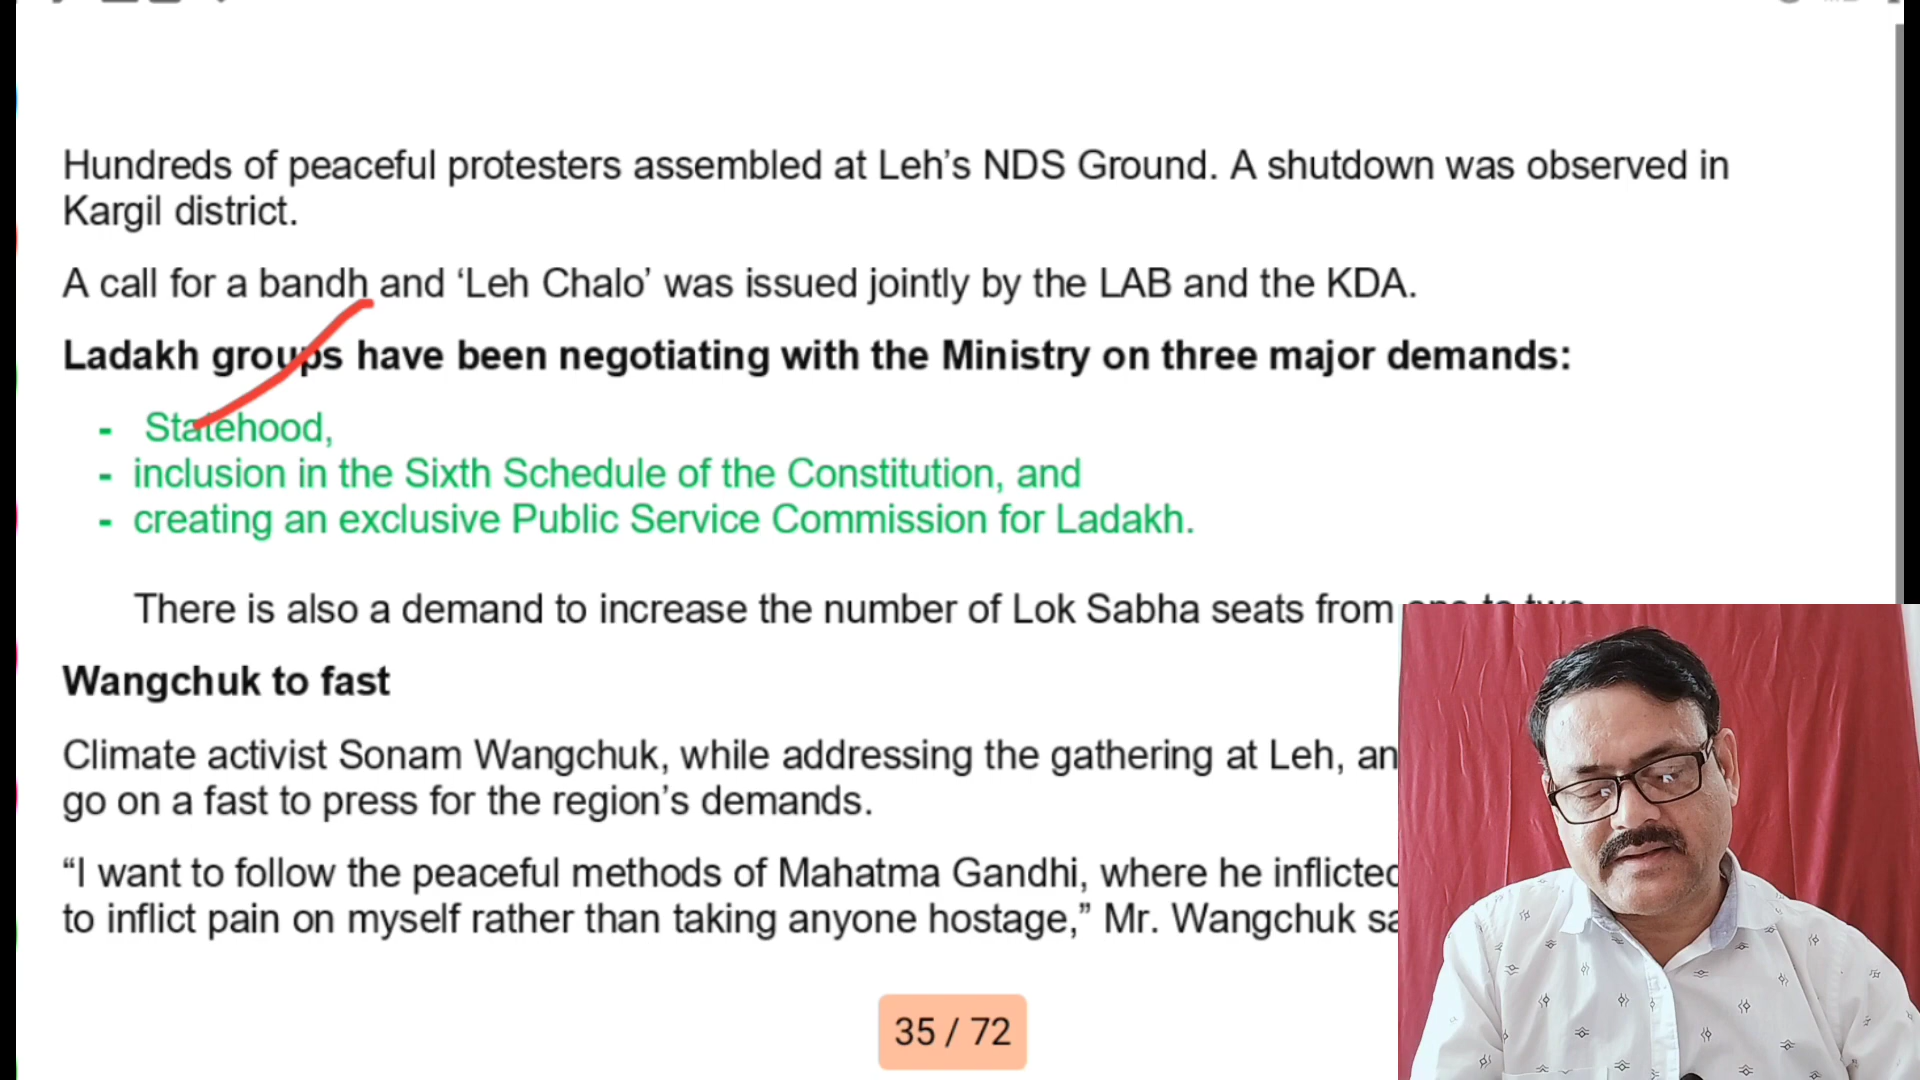 Hundreds of peaceful protesters assembled at Leh’s NDS Ground. A shutdown was observed in
Kargil district.
A call for a bandh and ‘Leh Chalo’ was issued jointly by the LAB and the KDA.
Ladakh groups have been negotiating with the Ministry on three major demands:
- Statehood,
- inclusion in the Sixth Schedule of the Constitution, and
- creating an exclusive Public Service Commission for Ladakh.
There is also a demand to increase the number of Lok Sabha seats from one to two
Wangchuk to fast
Climate activist Sonam Wangchuk, while addressing the gathering at Leh,
go on a fast to press for the region’s demands.
“I want to follow the peaceful methods of Mahatma Gandhi, where he inflicted
to inflict pain on myself rather than taking anyone hostage,” Mr. Wangchuk
35 / 72